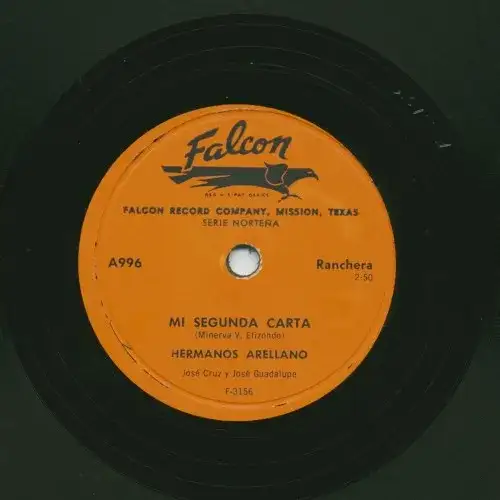 Falcon
FALCON RECORD COMPANY, MISSION, TEXAS
SERIE NORTEÑA
A996
Ranchera
2:50
MI SEGUNDA CARTA
(Minerva V. Elizondo)
HERMANOS ARELLANO
José Cruz y José Guadalupe
F-3156